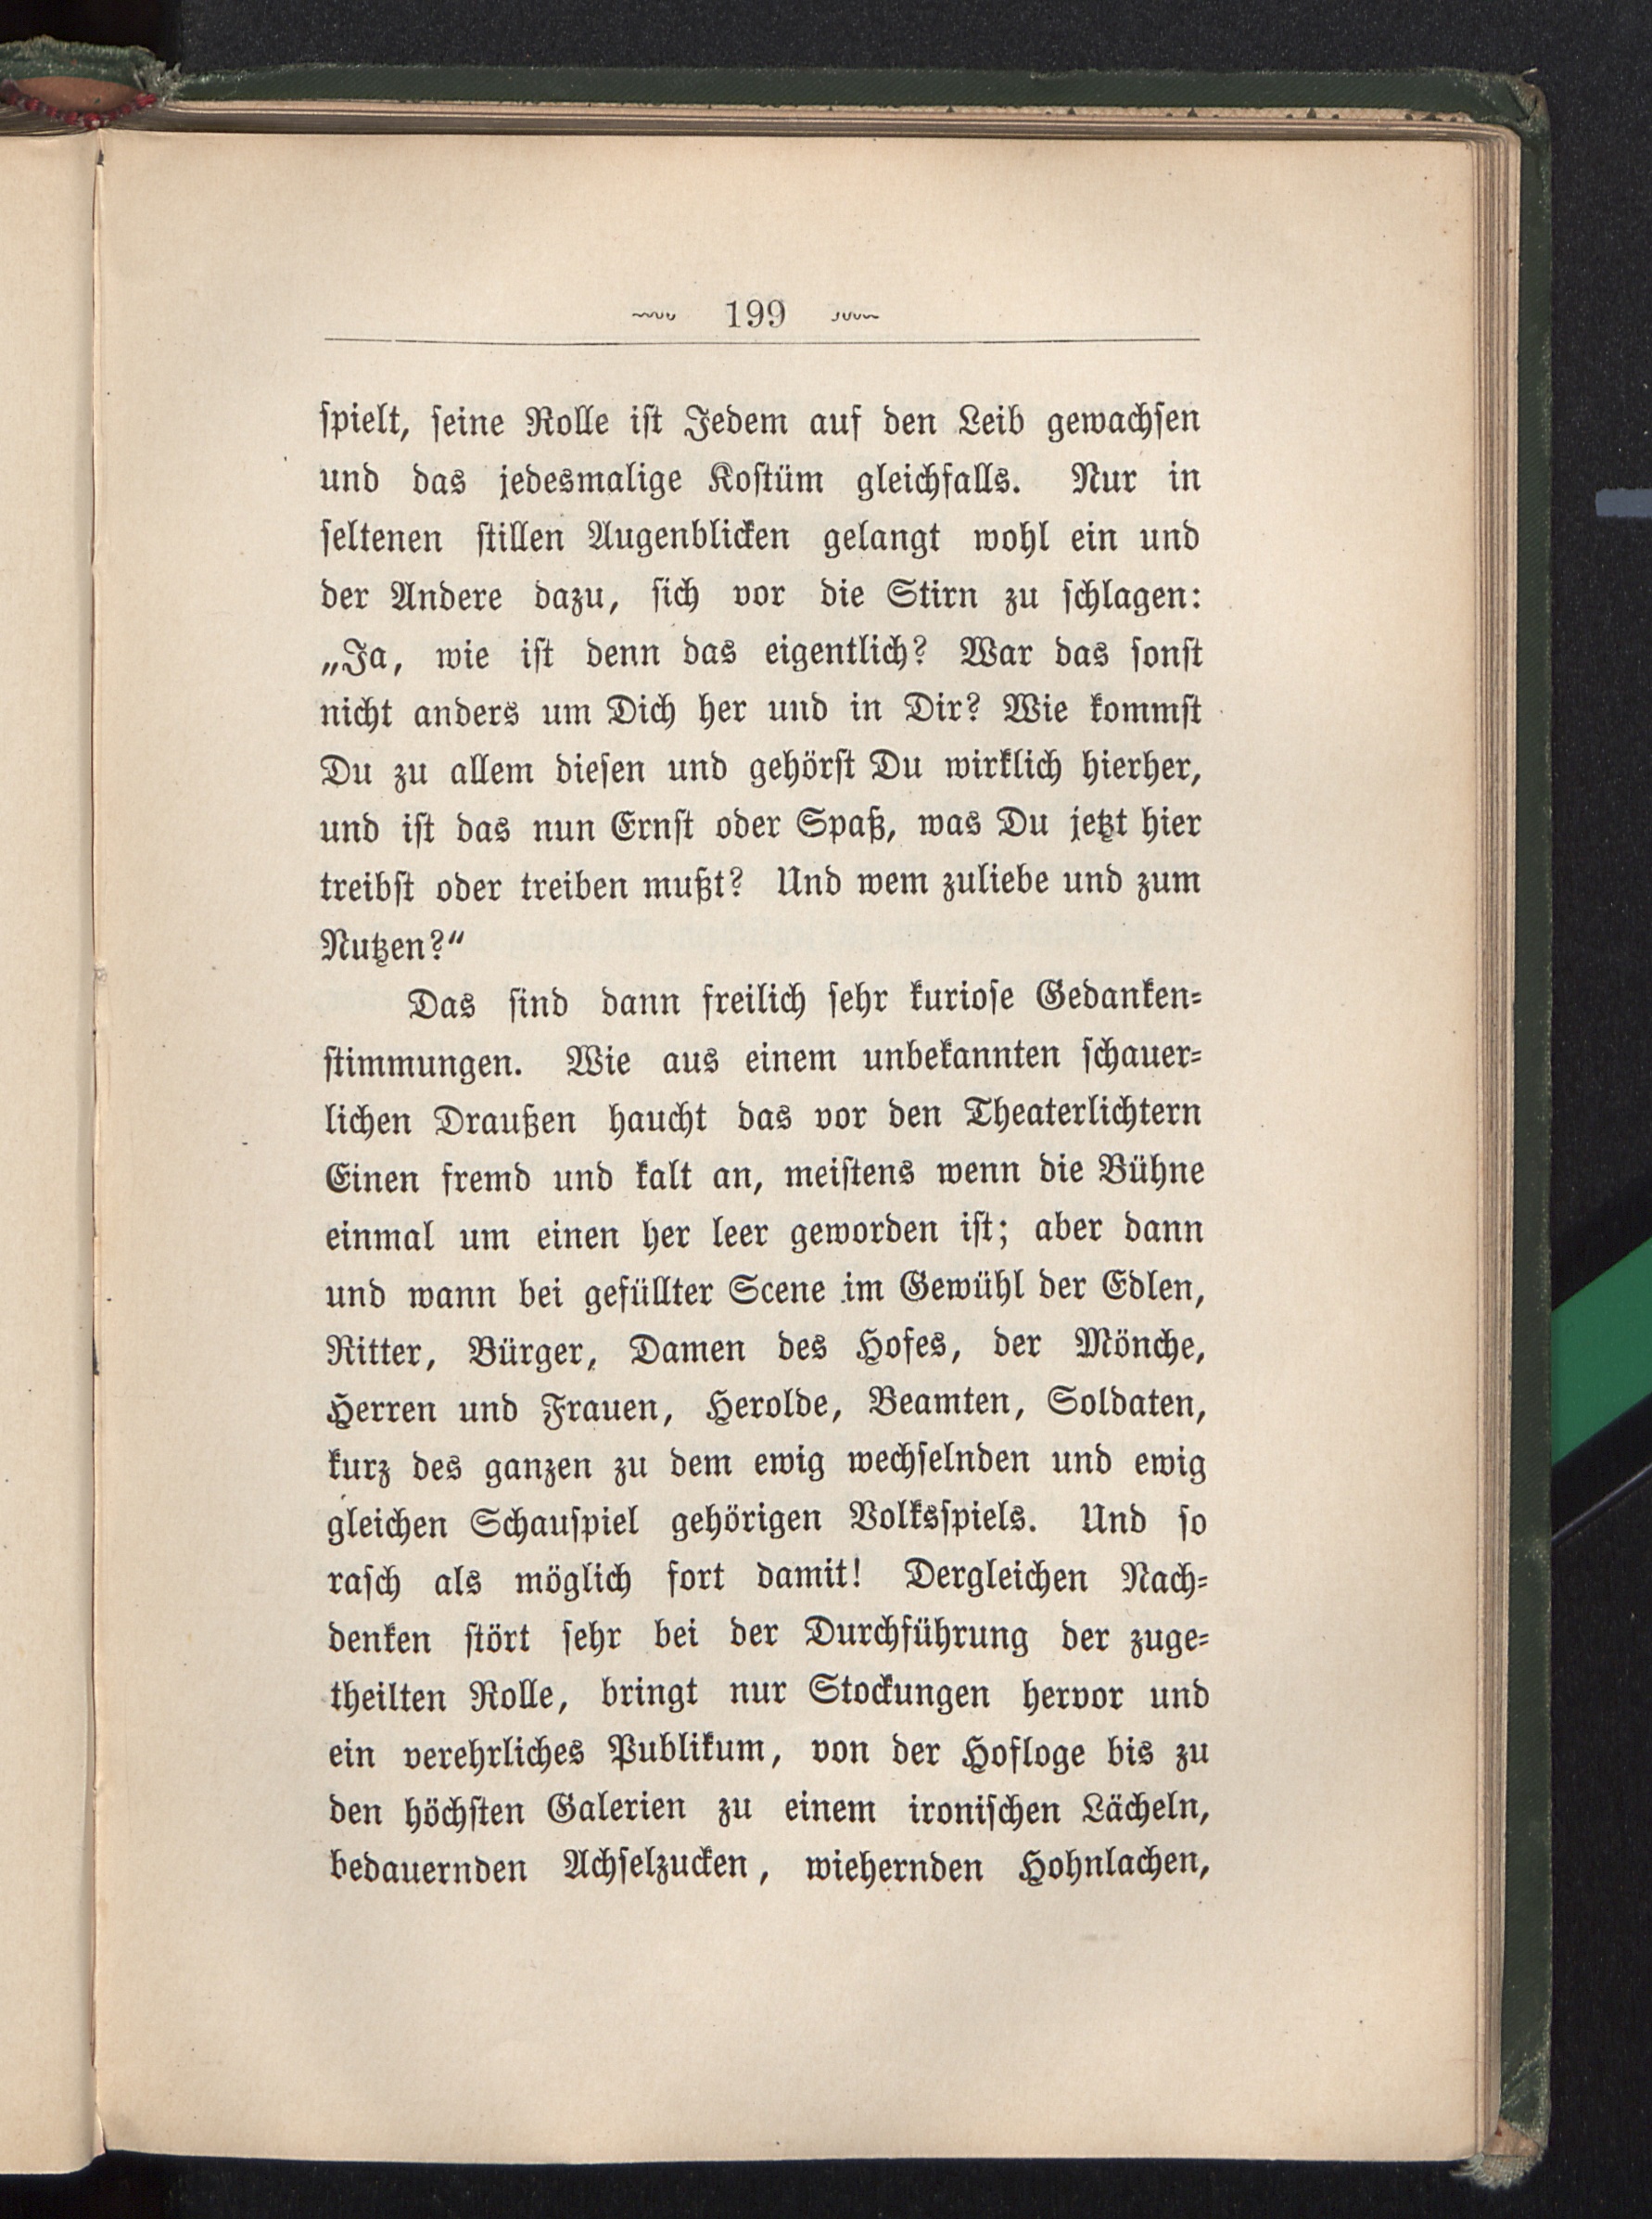 199
spielt, seine Rolle ist Jedem auf den Leib gewachsen
und das jedesmalige Kostüm gleichfalls. Nur in
seltenen stillen Augenblicken gelangt wohl ein und
der Andere dazu, sich vor die Stirn zu schlagen:
„Ja, wie ist denn das eigentlich? War das sonst
nicht anders um Dich her und in Dir? Wie kommst
Du zu allem diesen und gehörst Du wirklich hierher,
und ist das nun Ernst oder Spaß, was Du jetzt hier
treibst oder treiben mußt? Und wem zuliebe und zum
Nutzen?“
Das sind dann freilich sehr kuriose Gedanken-
stimmungen. Wie aus einem unbekannten schauer-
lichen Draußen haucht das vor den Theaterlichtern
Einen fremd und kalt an, meistens wenn die Bühne
einmal um einen her leer geworden ist; aber dann
und wann bei gefüllter Scene im Gewühl der Edlen,
Ritter, Bürger, Damen des Hofes, der Mönche,
Herren und Frauen, Herolde, Beamten, Soldaten,
kurz des ganzen zu dem ewig wechselnden und ewig
gleichen Schauspiel gehörigen Volksspiels. Und so
rasch als möglich fort damit! Dergleichen Nach-
denken stört sehr bei der Durchführung der zuge-
theilten Rolle, bringt nur Stockungen hervor und
ein verehrliches Publikum, von der Hofloge bis zu
den höchsten Galerien zu einem ironischen Lächeln,
bedauernden Achselzucken, wiehernden Hohnlachen,